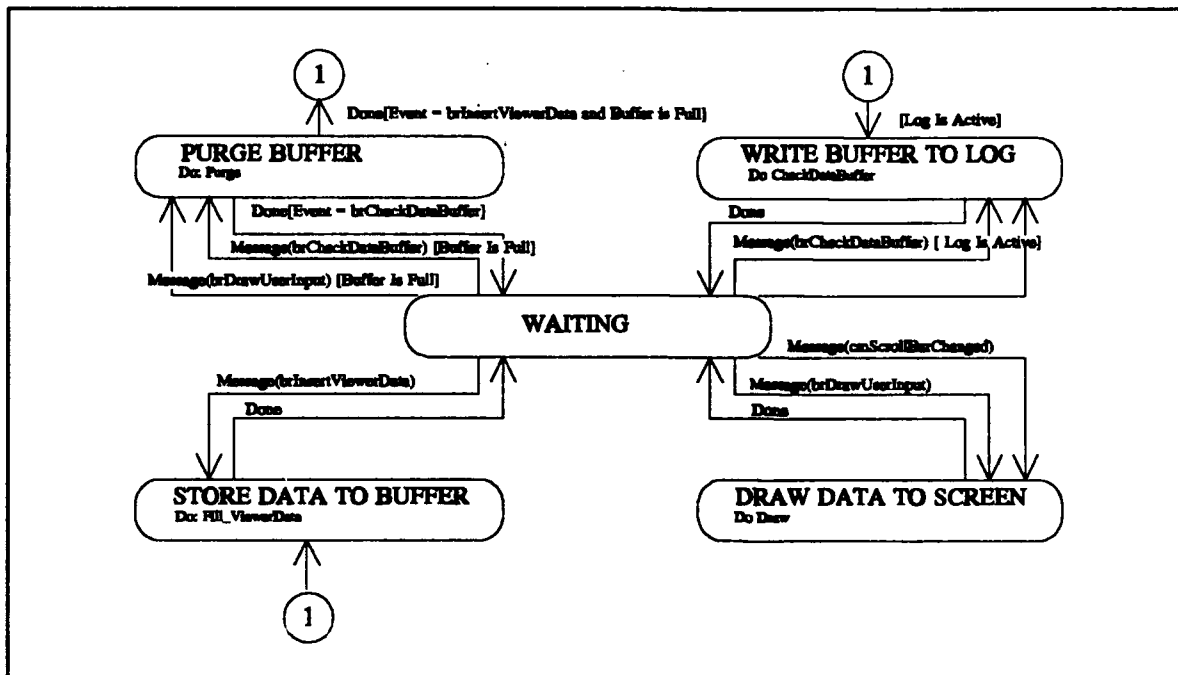 1
1
Done[Event = brInsertViewerData and Buffer is Full]
[Log Is Active]
PURGE BUFFER
Do: Purge
WRITE BUFFER TO LOG
Do CheckDataBuffer
Done[Event = brCheckDataBuffer]
Done
Message(brCheckDataBuffer) [Buffer Is Full]
Message(brCheckDataBuffer) [ Log Is Active]
Message(brDrawUserInput) [Buffer Is Full]
WAITING
Message(cmScrollBarChanged)
Message(brInsertViewerData)
Message(brDrawUserInput)
Done
Done
STORE DATA TO BUFFER
Do: Fill_ViewerData
DRAW DATA TO SCREEN
Do Draw
1